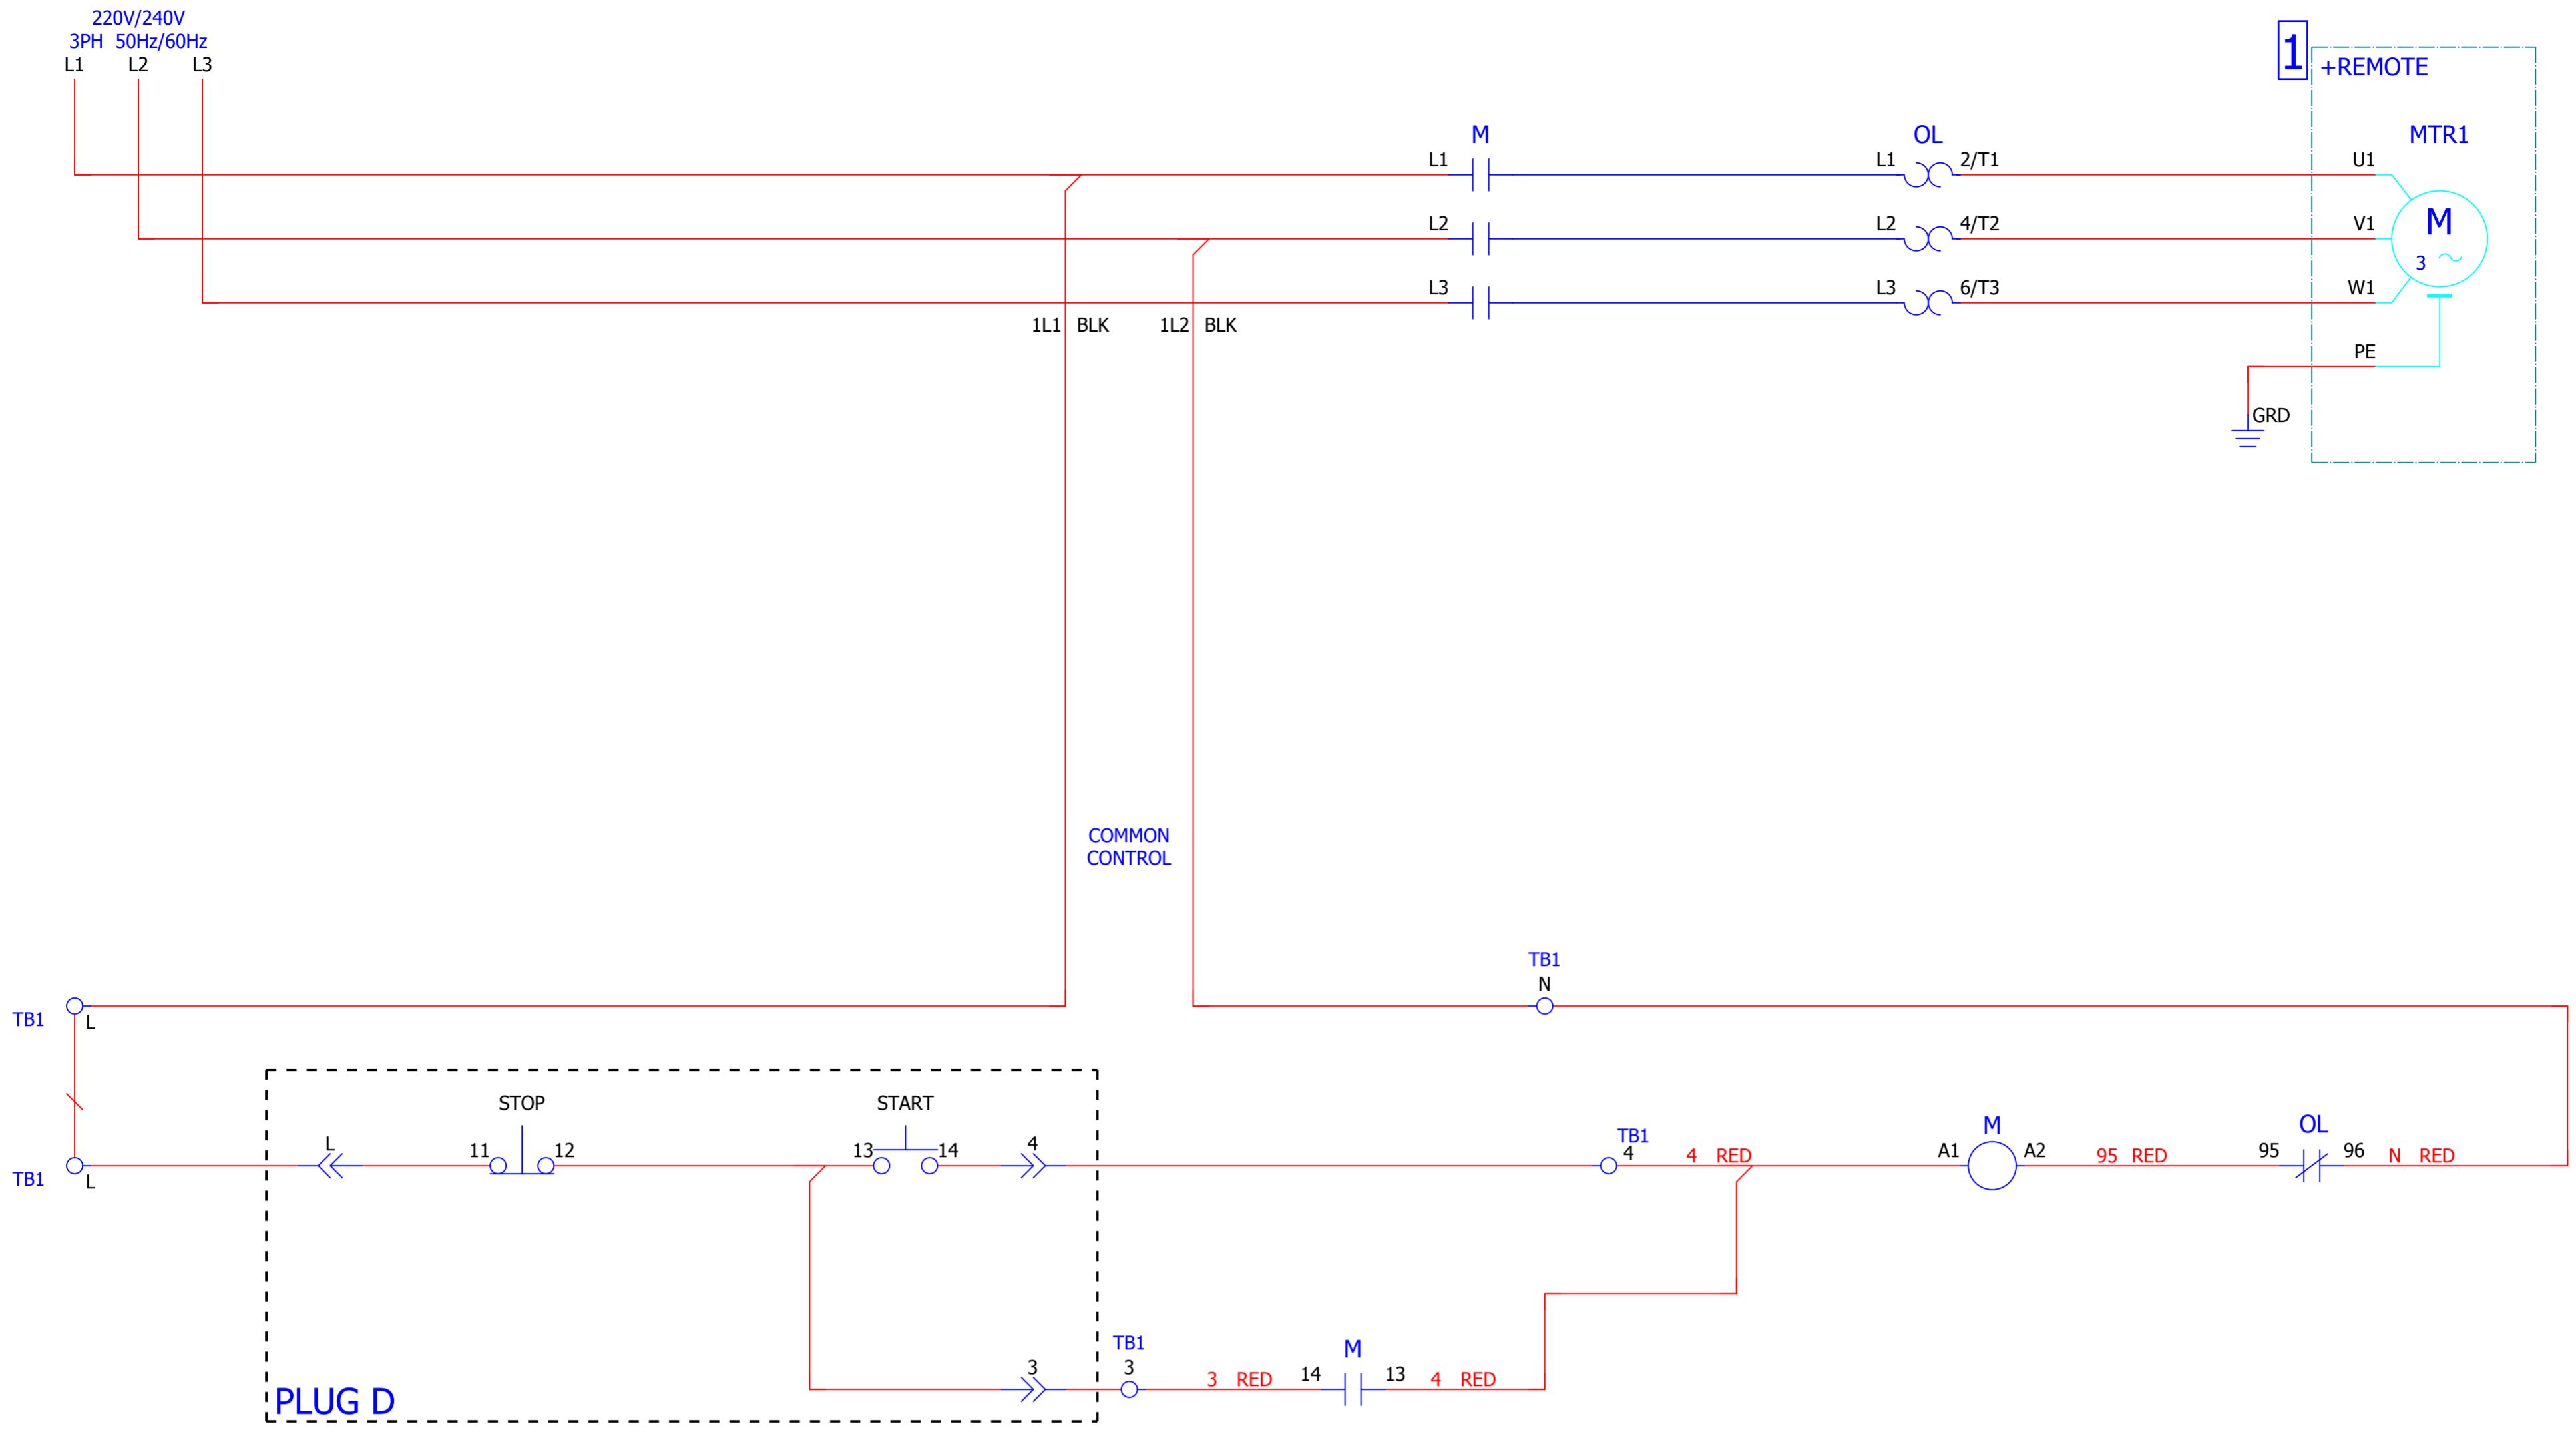 220V/240V
3PH 50Hz/60Hz
L1 L2 L3
1
+REMOTE
M OL MTR1
L1 L1 2/T1 U1
L2 L2 4/T2 V1
M
3
L3 L3 6/T3 W1
1L1 BLK 1L2 BLK
PE
GRD
COMMON
CONTROL
TB1
N
TB1 L
STOP START
L 11 12 13 14 4
TB1
4 4 RED
M
A1 A2 95 RED
OL
95 96 N RED
TB1 L
TB1
3 3
3 RED 14
M
13 4 RED
PLUG D